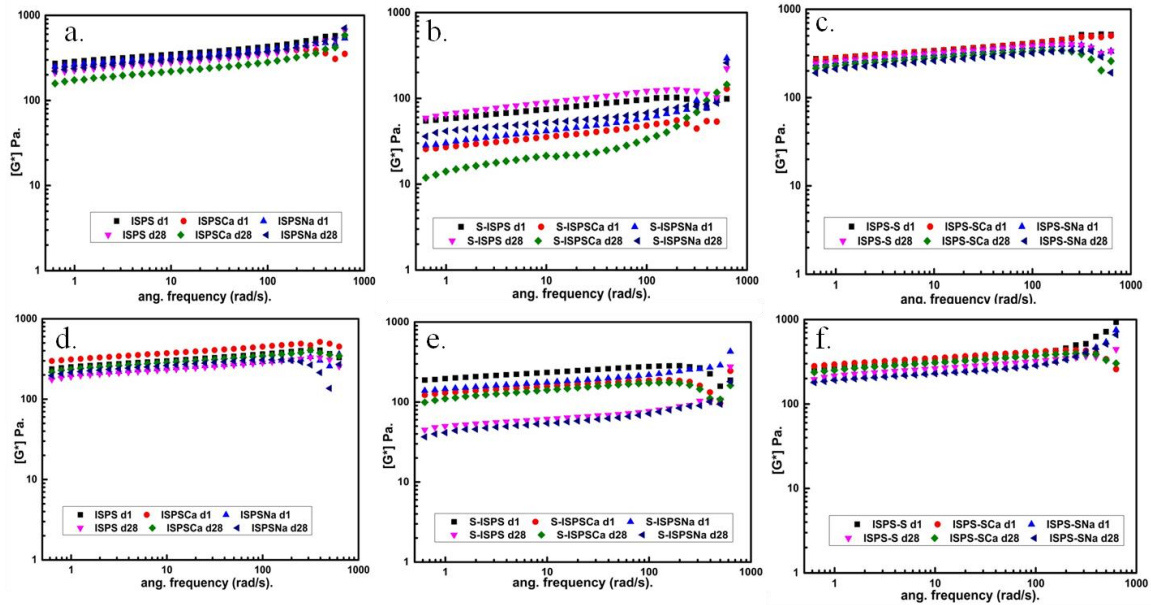 a.
1000
100
10
1
[G*] Pa.
ISPS d1 ISPSCa d1 ISPSNa d1
ISPS d28 ISPSCa d28 ISPSNa d28
1 10 100 1000
ang. frequency (rad/s).
b.
1000
100
10
1
[G*] Pa.
S-ISPS d1 S-ISPSCa d1 S-ISPSNa d1
S-ISPS d28 S-ISPSCa d28 S-ISPSNa d28
1 10 100 1000
ang. frequency (rad/s).
c.
1000
100
10
1
[G*] Pa.
ISPS-S d1 ISPS-SCa d1 ISPS-SNa d1
ISPS-S d28 ISPS-SCa d28 ISPS-SNa d28
1 10 100 1000
ang. frequency (rad/s).
d.
1000
100
10
1
[G*] Pa.
ISPS d1 ISPSCa d1 ISPSNa d1
ISPS d28 ISPSCa d28 ISPSNa d28
1 10 100 1000
ang. frequency (rad/s).
e.
1000
100
10
1
[G*] Pa.
S-ISPS d1 S-ISPSCa d1 S-ISPSNa d1
S-ISPS d28 S-ISPSCa d28 S-ISPSNa d28
1 10 100 1000
ang. frequency (rad/s).
f.
1000
100
10
1
[G*] Pa.
ISPS-S d1 ISPS-SCa d1 ISPS-SNa d1
ISPS-S d28 ISPS-SCa d28 ISPS-SNa d28
1 10 100 1000
ang. frequency (rad/s).